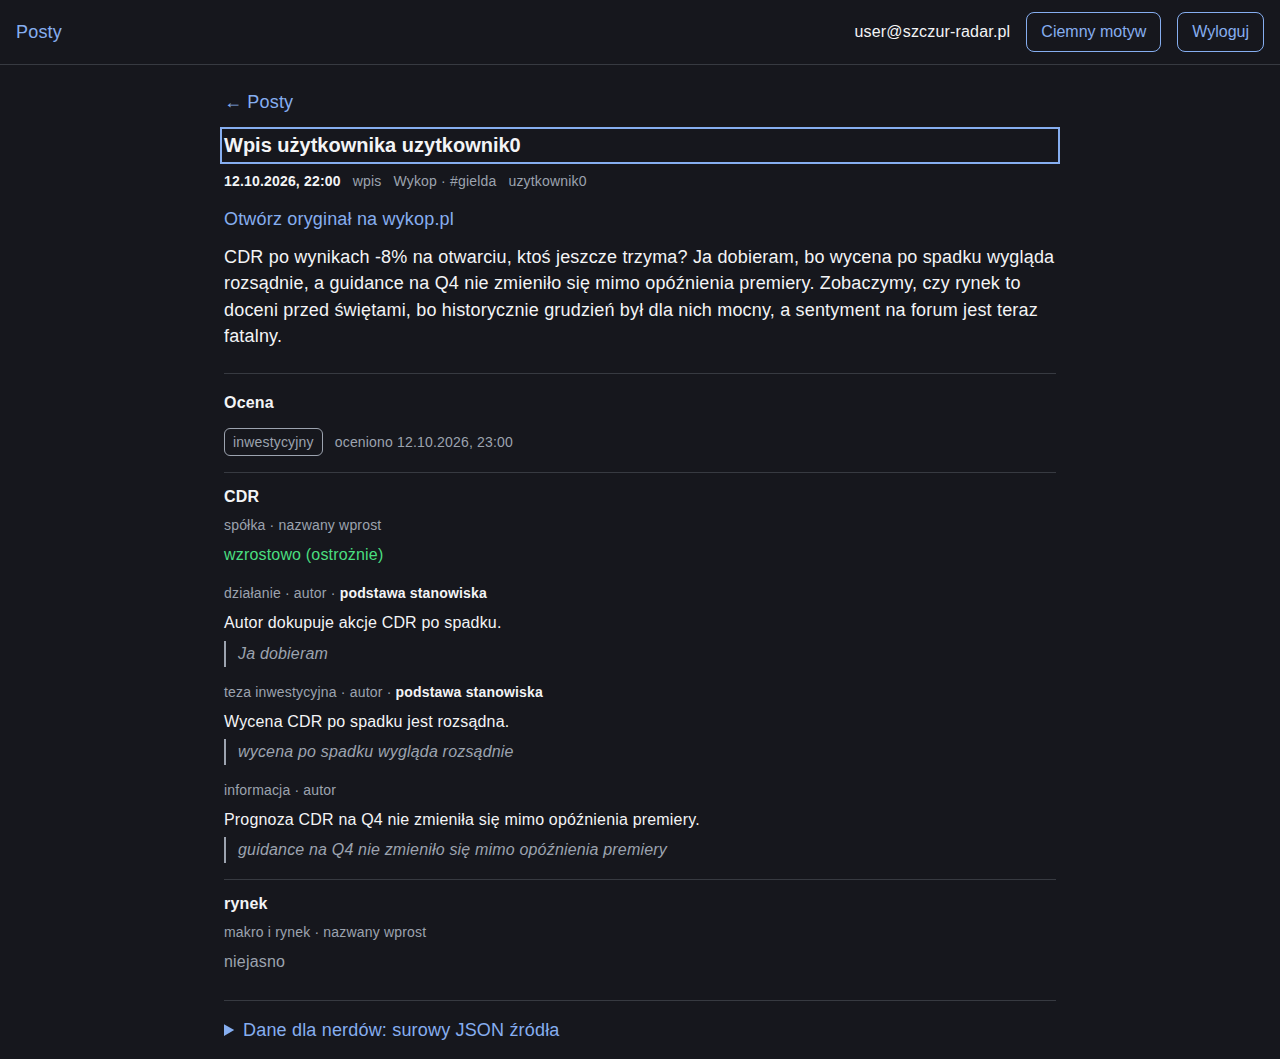 Posty
user@szczur-radar.pl
Ciemny motyw
Wyloguj
← Posty
Wpis użytkownika uzytkownik0
12.10.2026, 22:00 wpis Wykop · #gielda uzytkownik0
Otwórz oryginał na wykop.pl
CDR po wynikach -8% na otwarciu, ktoś jeszcze trzyma? Ja dobieram, bo wycena po spadku wygląda
rozsądnie, a guidance na Q4 nie zmieniło się mimo opóźnienia premiery. Zobaczymy, czy rynek to
doceni przed świętami, bo historycznie grudzień był dla nich mocny, a sentyment na forum jest teraz
fatalny.
Ocena
inwestycyjny oceniono 12.10.2026, 23:00
CDR
spółka · nazwany wprost
wzrostowo (ostrożnie)
działanie · autor · podstawa stanowiska
Autor dokupuje akcje CDR po spadku.
Ja dobieram
teza inwestycyjna · autor · podstawa stanowiska
Wycena CDR po spadku jest rozsądna.
wycena po spadku wygląda rozsądnie
informacja · autor
Prognoza CDR na Q4 nie zmieniła się mimo opóźnienia premiery.
guidance na Q4 nie zmieniło się mimo opóźnienia premiery
rynek
makro i rynek · nazwany wprost
niejasno
▶ Dane dla nerdów: surowy JSON źródła